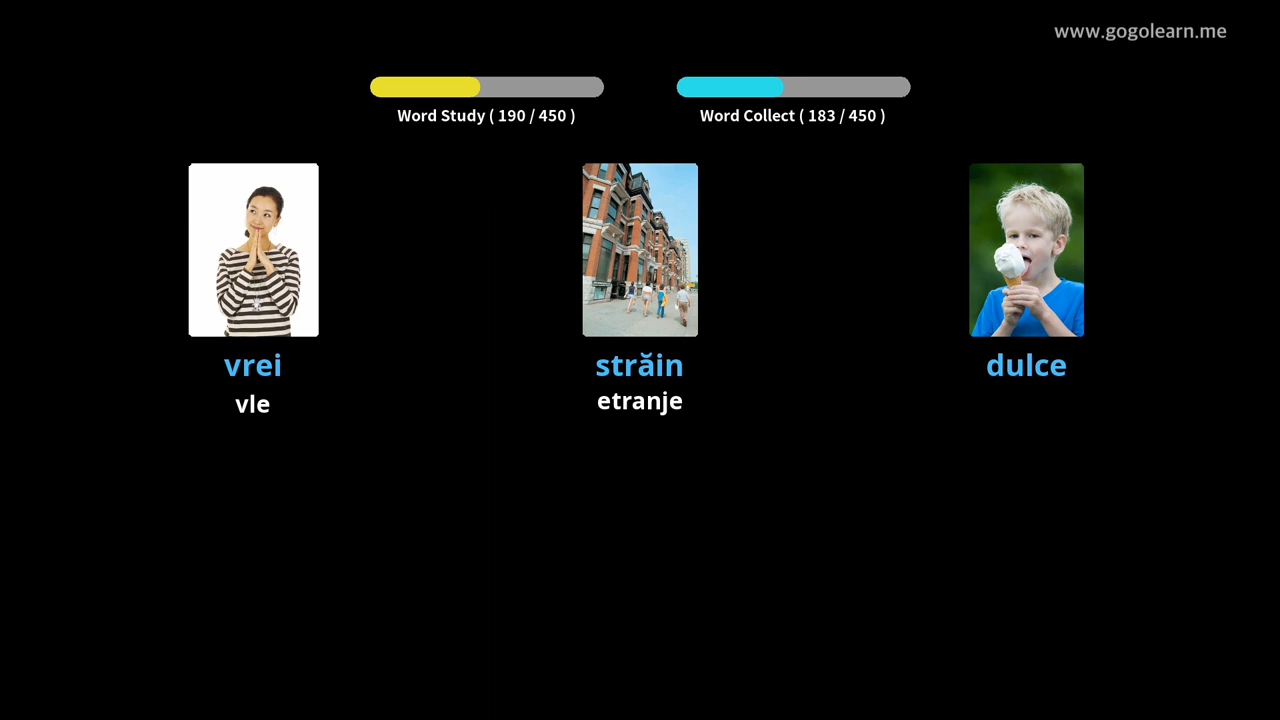 www.gogolearn.me
Word Study ( 190 / 450 )
Word Collect ( 183 / 450 )
vrei
străin
dulce
vle
etranje